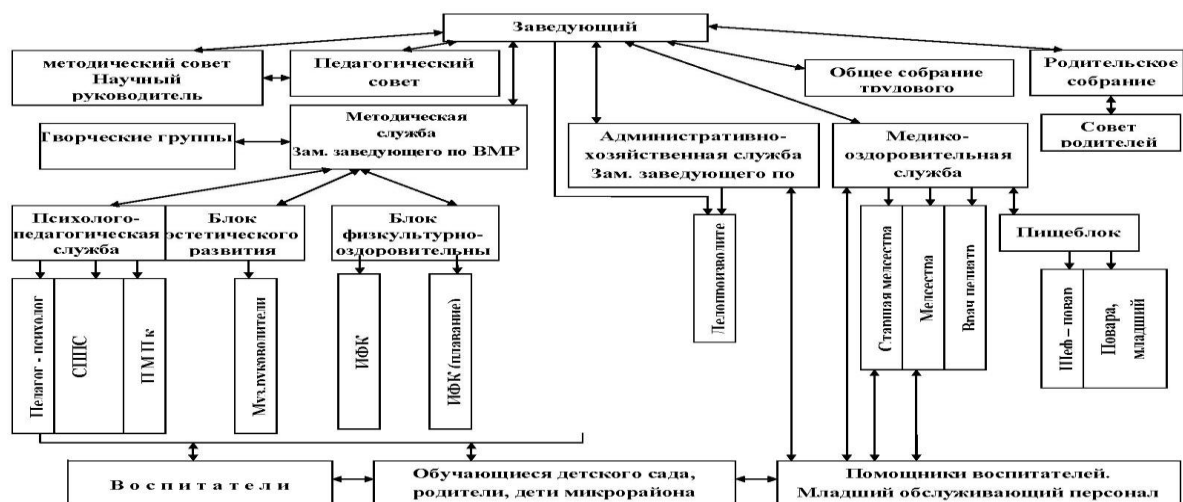 Заведующий
методический совет
Научный
руководитель
Педагогический
совет
Общее собрание
трудового
Родительское
собрание
Совет
родителей
Творческие группы
Методическая
служба
Зам. заведующего по ВМР
Административно-
хозяйственная служба
Зам. заведующего по
Медико-
оздоровительная
служба
Психолого-
педагогическая
служба
Блок
эстетического
развития
Блок
физкультурно-
оздоровительны
Пищеблок
Педагог - психолог
СППС
ПМПк
Муз.руководители
ИФК
ИФК (плавание)
Делопроизводите
Старшая медсестра
Медсестра
Врач педиатр
Шеф – повар
Повара,
младший
Воспитатели
Обучающиеся детского сада,
родители, дети микрорайона
Помощники воспитателей.
Младший обслуживающий персонал